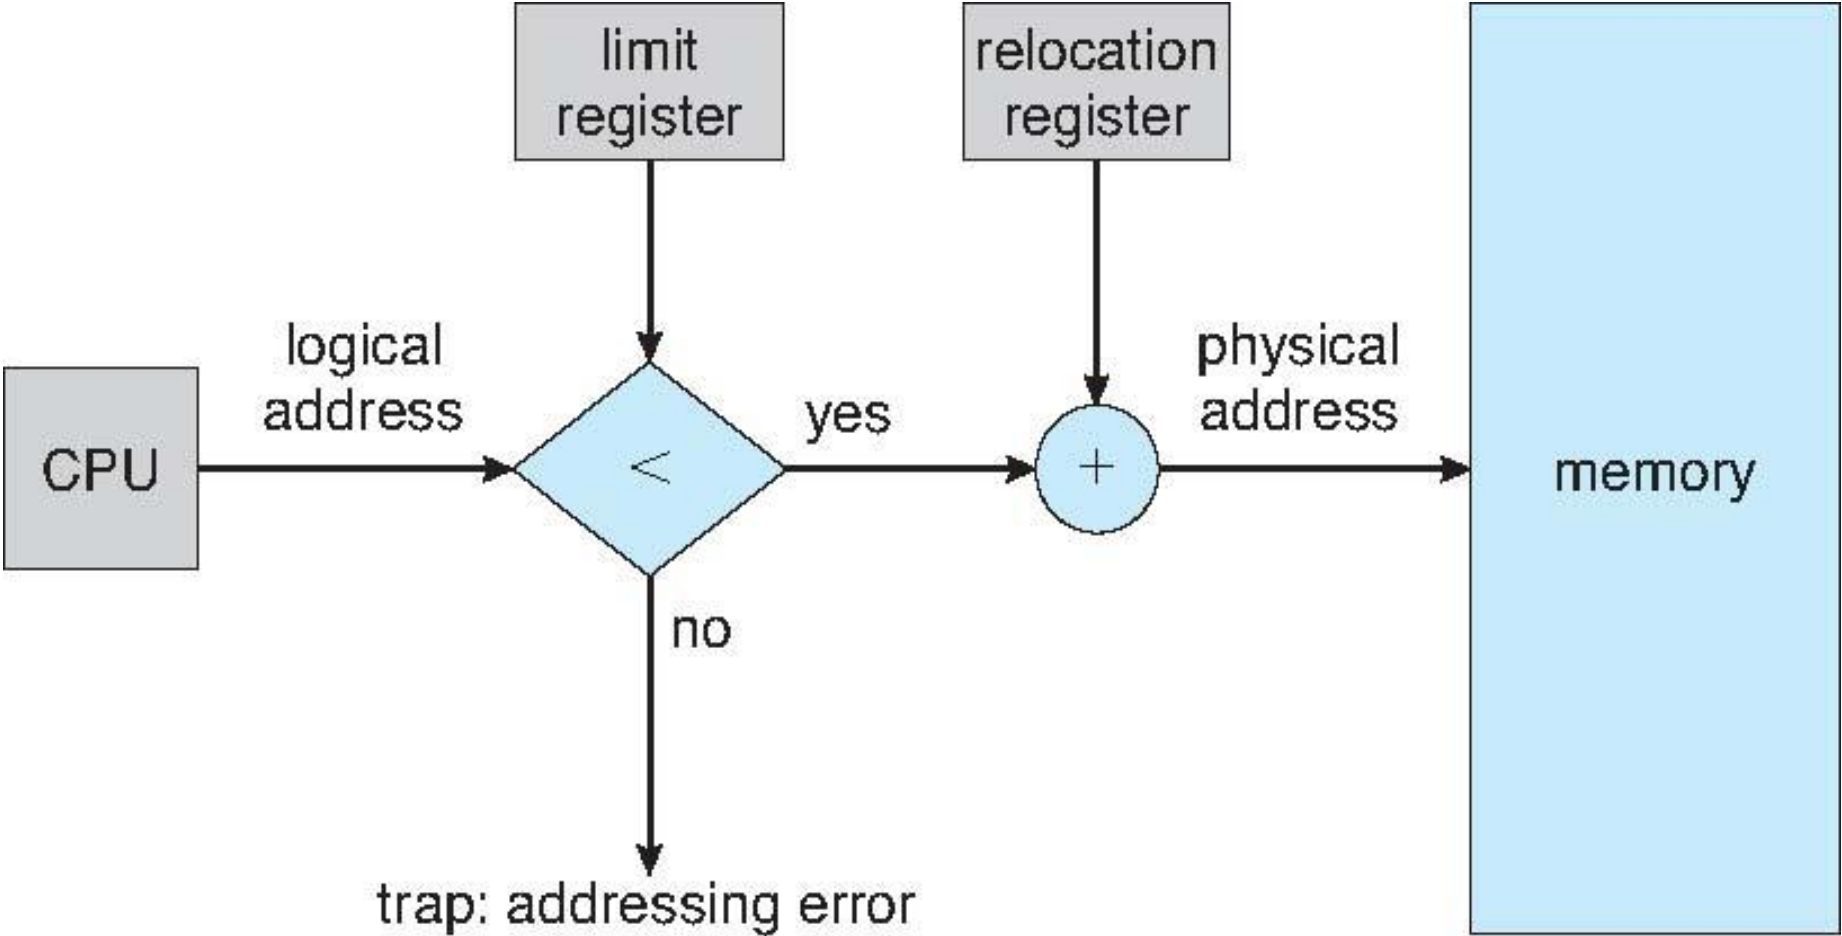 limit
register
relocation
register
logical
address
CPU
<
yes
+
physical
address
memory
no
trap: addressing error